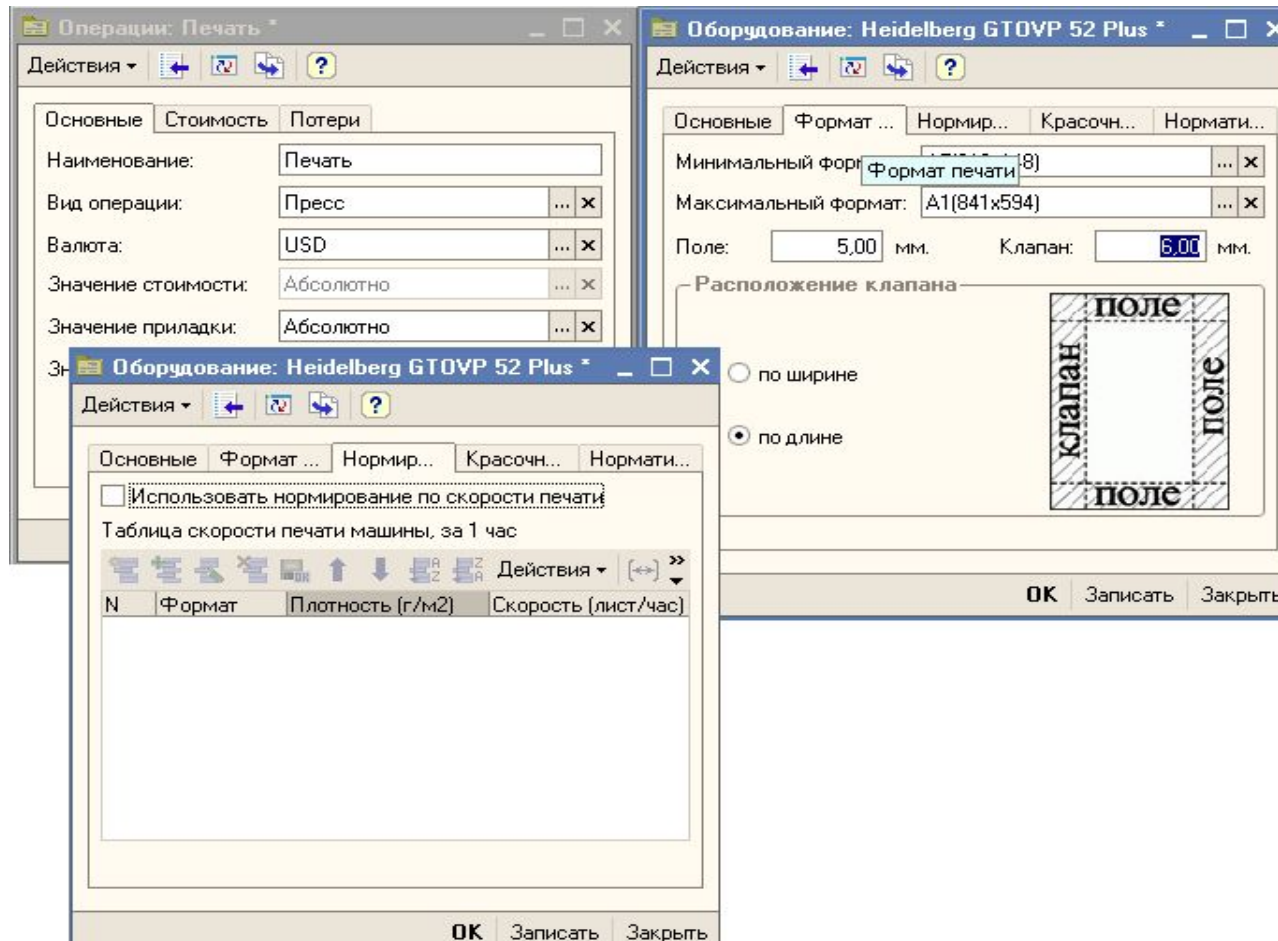 Операции: Печать *
Действия
Основные Стоимость Потери
Наименование: Печать
Вид операции: Пресс ... ×
Валюта: USD ... ×
Значение стоимости: Абсолютно ... ×
Значение приладки: Абсолютно ... ×
Оборудование: Heidelberg GTOVP 52 Plus *
Действия
Основные Формат ... Нормир... Красочн... Нормати...
Минимальный ... ×
Формат печати
Максимальный формат: A1(841x594) ... ×
Поле: 5,00 мм. Клапан: 6,00 мм.
Расположение клапана
по ширине
по длине
поле
клапан
поле
поле
OK Записать Закрыть
Оборудование: Heidelberg GTOVP 52 Plus *
Действия
Основные Формат ... Нормир... Красочн... Нормати...
Использовать нормирование по скорости печати
Таблица скорости печати машины, за 1 час
Действия
N Формат Плотность (г/м2) Скорость (лист/час)
OK Записать Закрыть